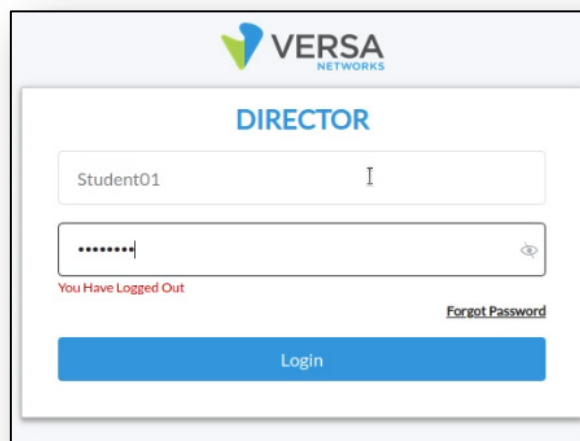 VERSA
NETWORKS
DIRECTOR
Student01
••••••••
You Have Logged Out
Forgot Password
Login